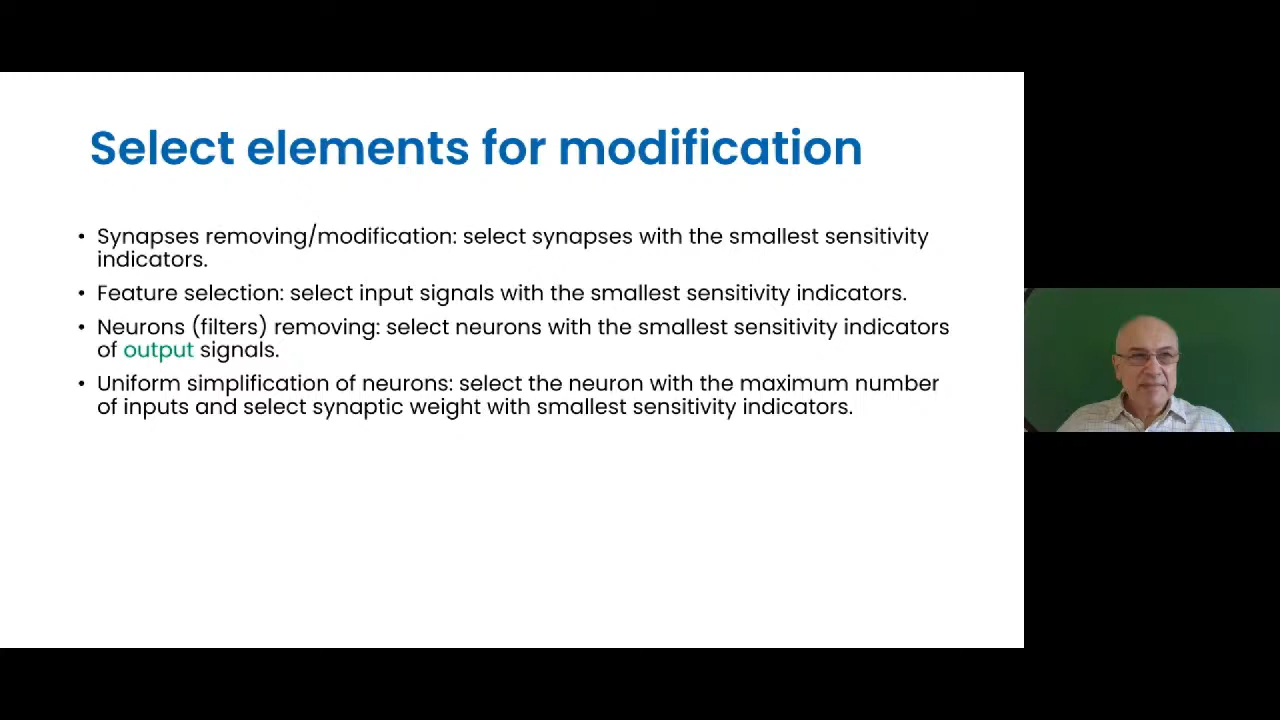 Select elements for modification
• Synapses removing/modification: select synapses with the smallest sensitivity
indicators.
• Feature selection: select input signals with the smallest sensitivity indicators.
• Neurons (filters) removing: select neurons with the smallest sensitivity indicators
of output signals.
• Uniform simplification of neurons: select the neuron with the maximum number
of inputs and select synaptic weight with smallest sensitivity indicators.